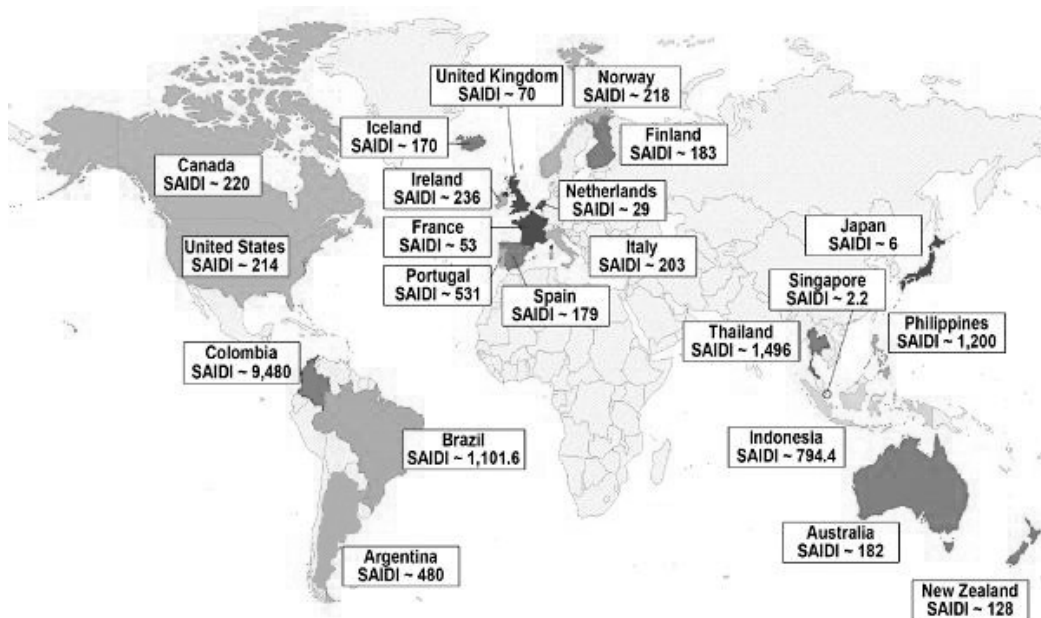 United Kingdom
SAIDI ~ 70
Norway
SAIDI ~ 218
Iceland
SAIDI ~ 170
Finland
SAIDI ~ 183
Canada
SAIDI ~ 220
Ireland
SAIDI ~ 236
Netherlands
SAIDI ~ 29
France
SAIDI ~ 53
Japan
SAIDI ~ 6
United States
SAIDI ~ 214
Italy
SAIDI ~ 203
Portugal
SAIDI ~ 531
Singapore
SAIDI ~ 2.2
Spain
SAIDI ~ 179
Thailand
SAIDI ~ 1,496
Philippines
SAIDI ~ 1,200
Colombia
SAIDI ~ 9,480
Brazil
SAIDI ~ 1,101.6
Indonesia
SAIDI ~ 794.4
Australia
SAIDI ~ 182
Argentina
SAIDI ~ 480
New Zealand
SAIDI ~ 128